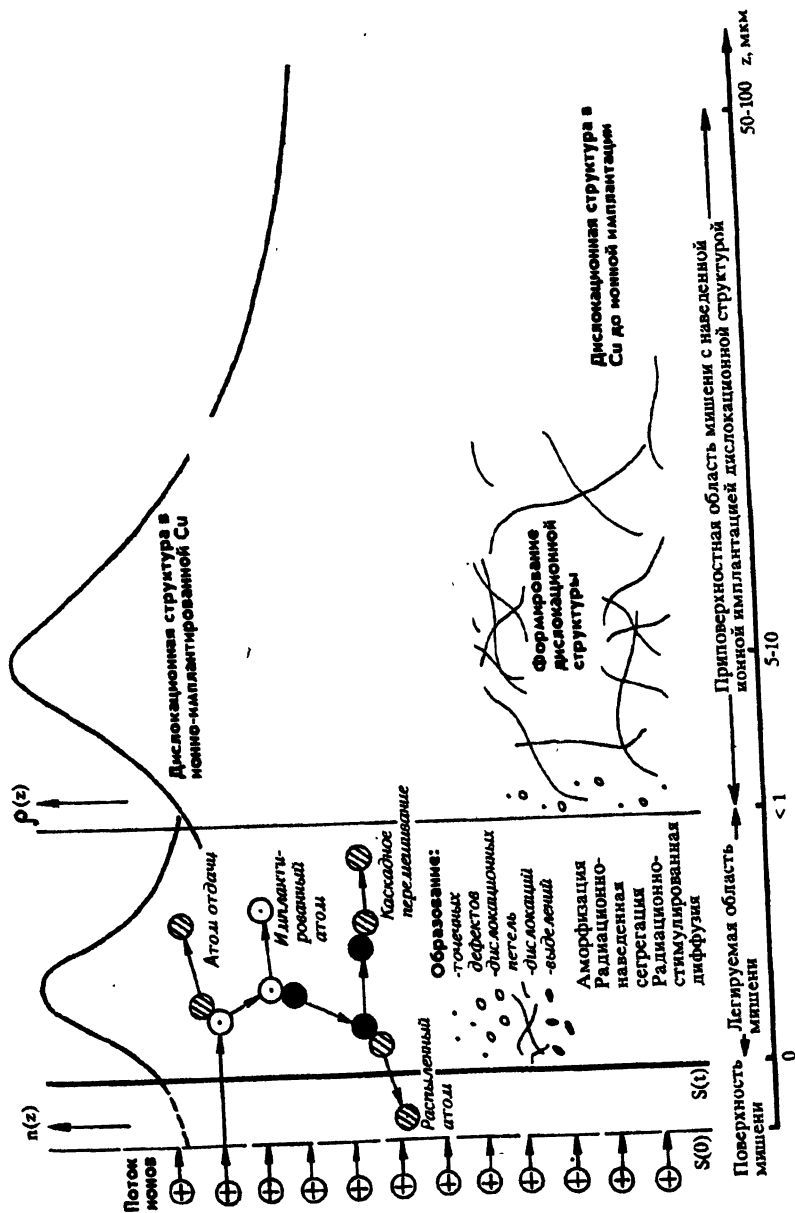 n(z)
ρ(z)
Поток
ионов
Дислокационная структура в
ионно-имплантированной Cu
Атом отдачи
Импланти-
рованный
атом
Каскадное
перемешивание
Распыленный
атом
Образование:
-точечных
дефектов
-дислокационных
петель
-дислокаций
-выделений
Аморфизация
Радиационно-
наведенная
сегрегация
Радиационно-
стимулированная
диффузия
Формирование
дислокационной
структуры
Дислокационная структура в
Cu до ионной имплантации
S(0)
S(t)
Поверхность
мишени
Легируемая область
мишени
Приповерхностная область мишени с наведенной
ионной имплантацией дислокационной структурой
0
< 1
5-10
50-100 z, мкм